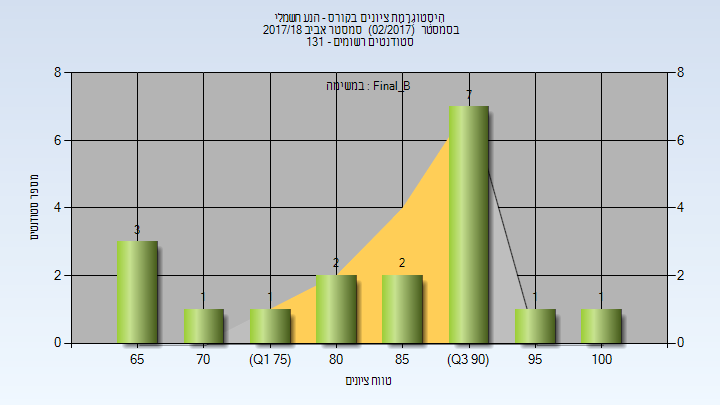 היסטוגרמת ציונים בקורס - הנע חשמלי
בסמסטר (02/2017) סמסטר אביב 2017/18
סטודנטים רשומים - 131
במשימה : Final_B
מספר סטודנטים
8 8
6 6
4 4
2 2
0 0
3 1 1 2 2 7 1 1
65 70 (Q1 75) 80 85 (Q3 90) 95 100
טווח ציונים